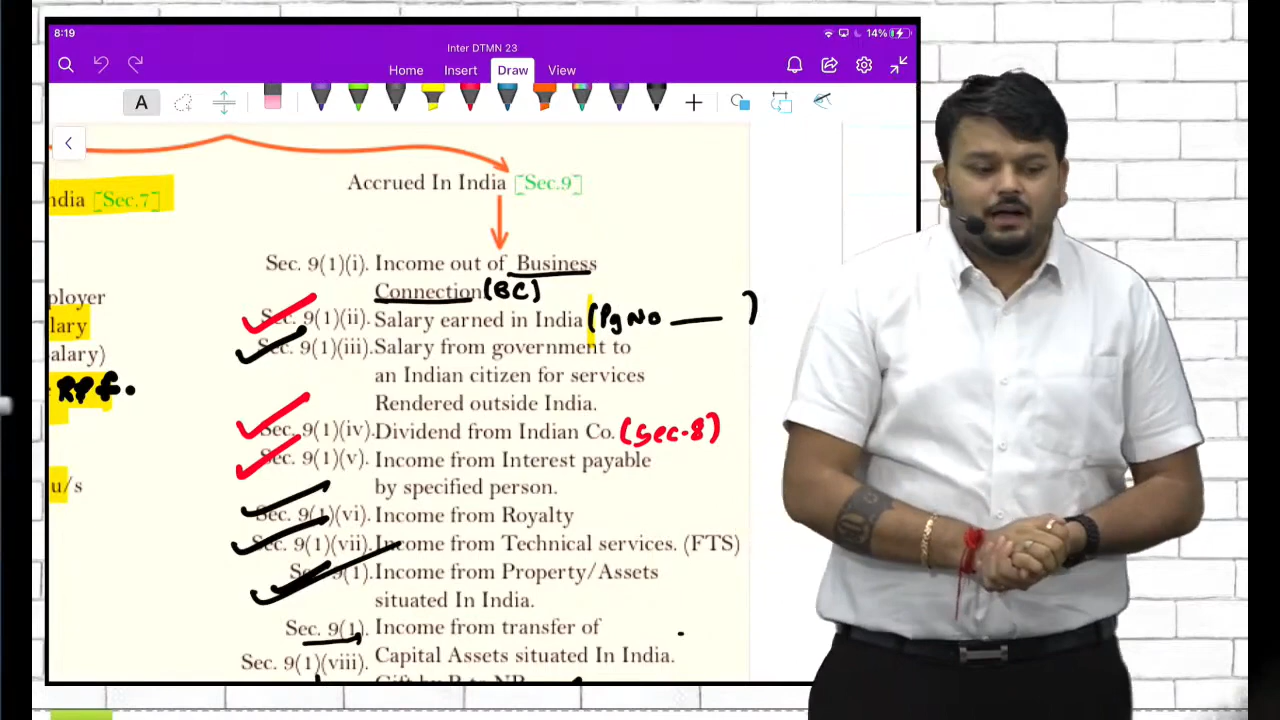 8:19
14%
Inter DTMN 23
Home Insert Draw View
A
Accrued In India [Sec.9]
ndia [Sec.7]
Sec. 9(1)(i). Income out of Business
Connection (BC)
ployer
Sec. 9(1)(ii). Salary earned in India (Pg No ___ )
lary
Sec. 9(1)(iii). Salary from government to
alary)
an Indian citizen for services
RPF.
Rendered outside India.
Sec. 9(1)(iv). Dividend from Indian Co. (Sec.8)
Sec. 9(1)(v). Income from Interest payable
u/s
by specified person.
Sec. 9(1)(vi). Income from Royalty
Sec. 9(1)(vii). Income from Technical services. (FTS)
Sec. 9(1). Income from Property/Assets
situated In India.
Sec. 9(1). Income from transfer of
Sec. 9(1)(viii). Capital Assets situated In India.